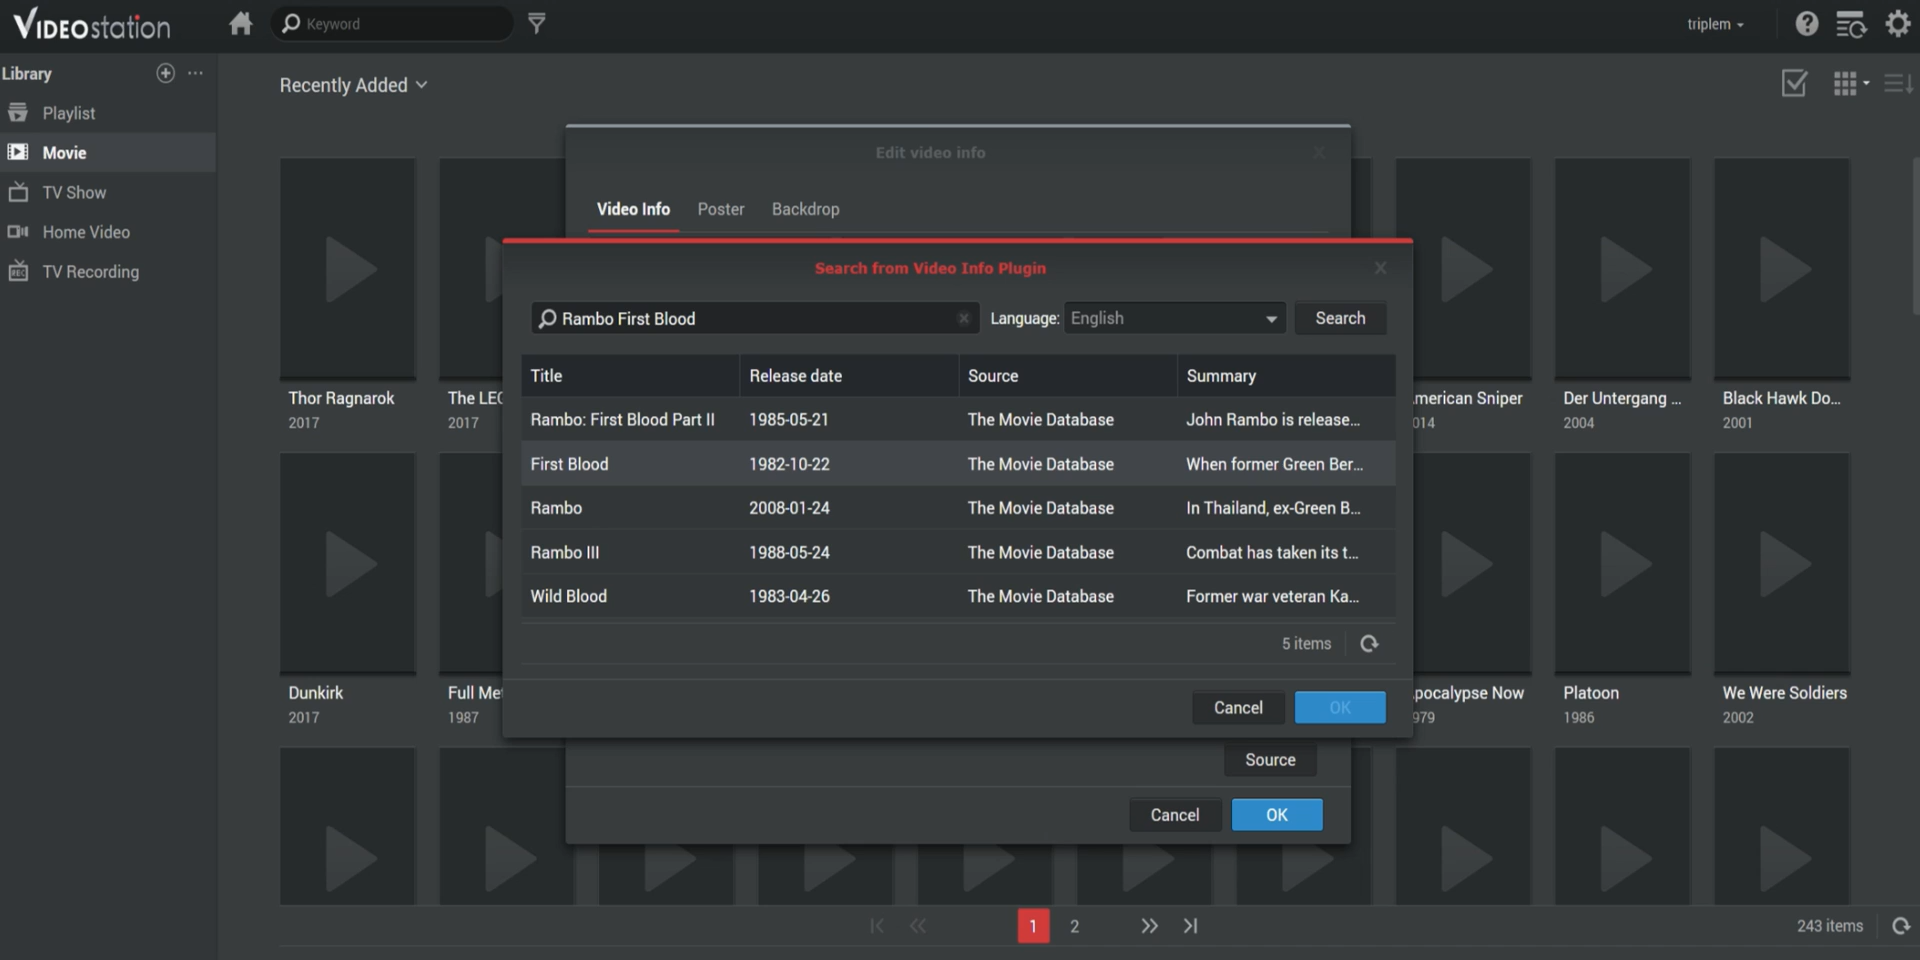 VIDEOstation
Keyword
triplem
Library
Playlist
Movie
TV Show
Home Video
TV Recording
REC
Recently Added
Edit video info
X
Video Info
Poster
Backdrop
Search from Video Info Plugin
X
Rambo First Blood
Language:
English
Search
Title
Release date
Source
Summary
Rambo: First Blood Part II
1985-05-21
The Movie Database
John Rambo is release...
First Blood
1982-10-22
The Movie Database
When former Green Ber...
Rambo
2008-01-24
The Movie Database
In Thailand, ex-Green B...
Rambo III
1988-05-24
The Movie Database
Combat has taken its t...
Wild Blood
1983-04-26
The Movie Database
Former war veteran Ka...
5 items
Cancel
OK
Source
Cancel
OK
Thor Ragnarok
2017
The LEG
2017
merican Sniper
014
Der Untergang ...
2004
Black Hawk Do...
2001
Dunkirk
2017
Full Met
1987
pocalypse Now
979
Platoon
1986
We Were Soldiers
2002
1
2
243 items